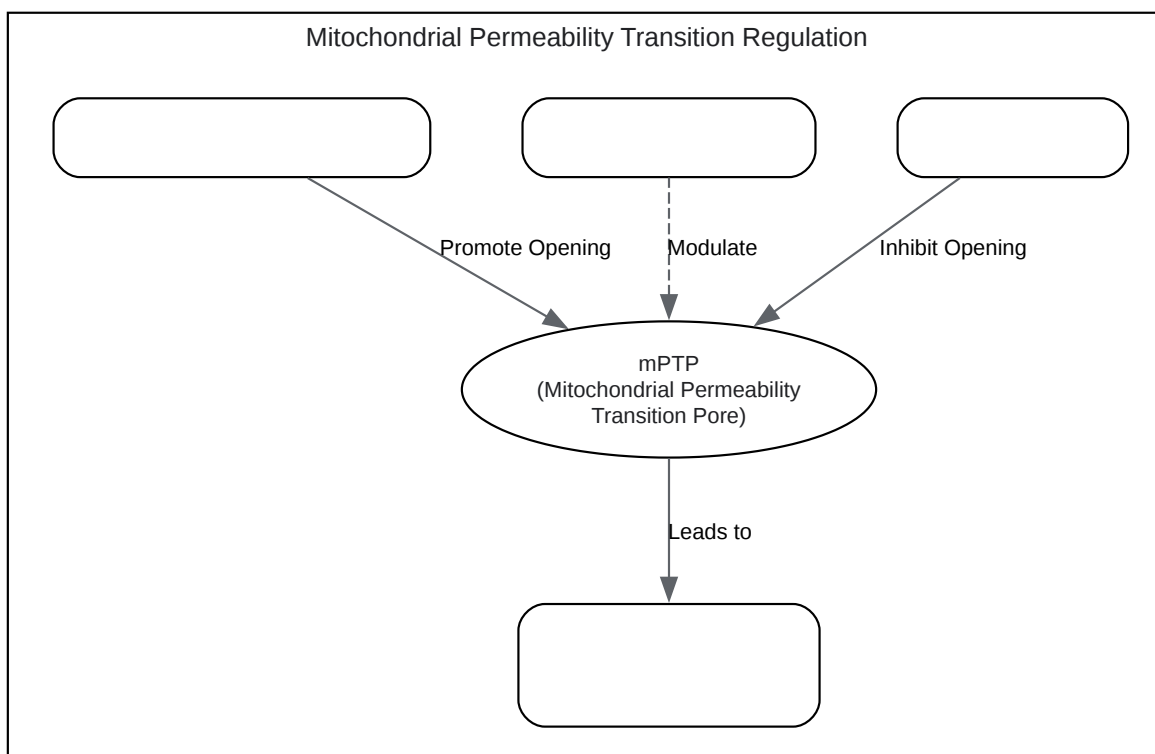 Mitochondrial Permeability Transition Regulation
Promote Opening
Modulate
Inhibit Opening
mPTP
(Mitochondrial Permeability
Transition Pore)
Leads to